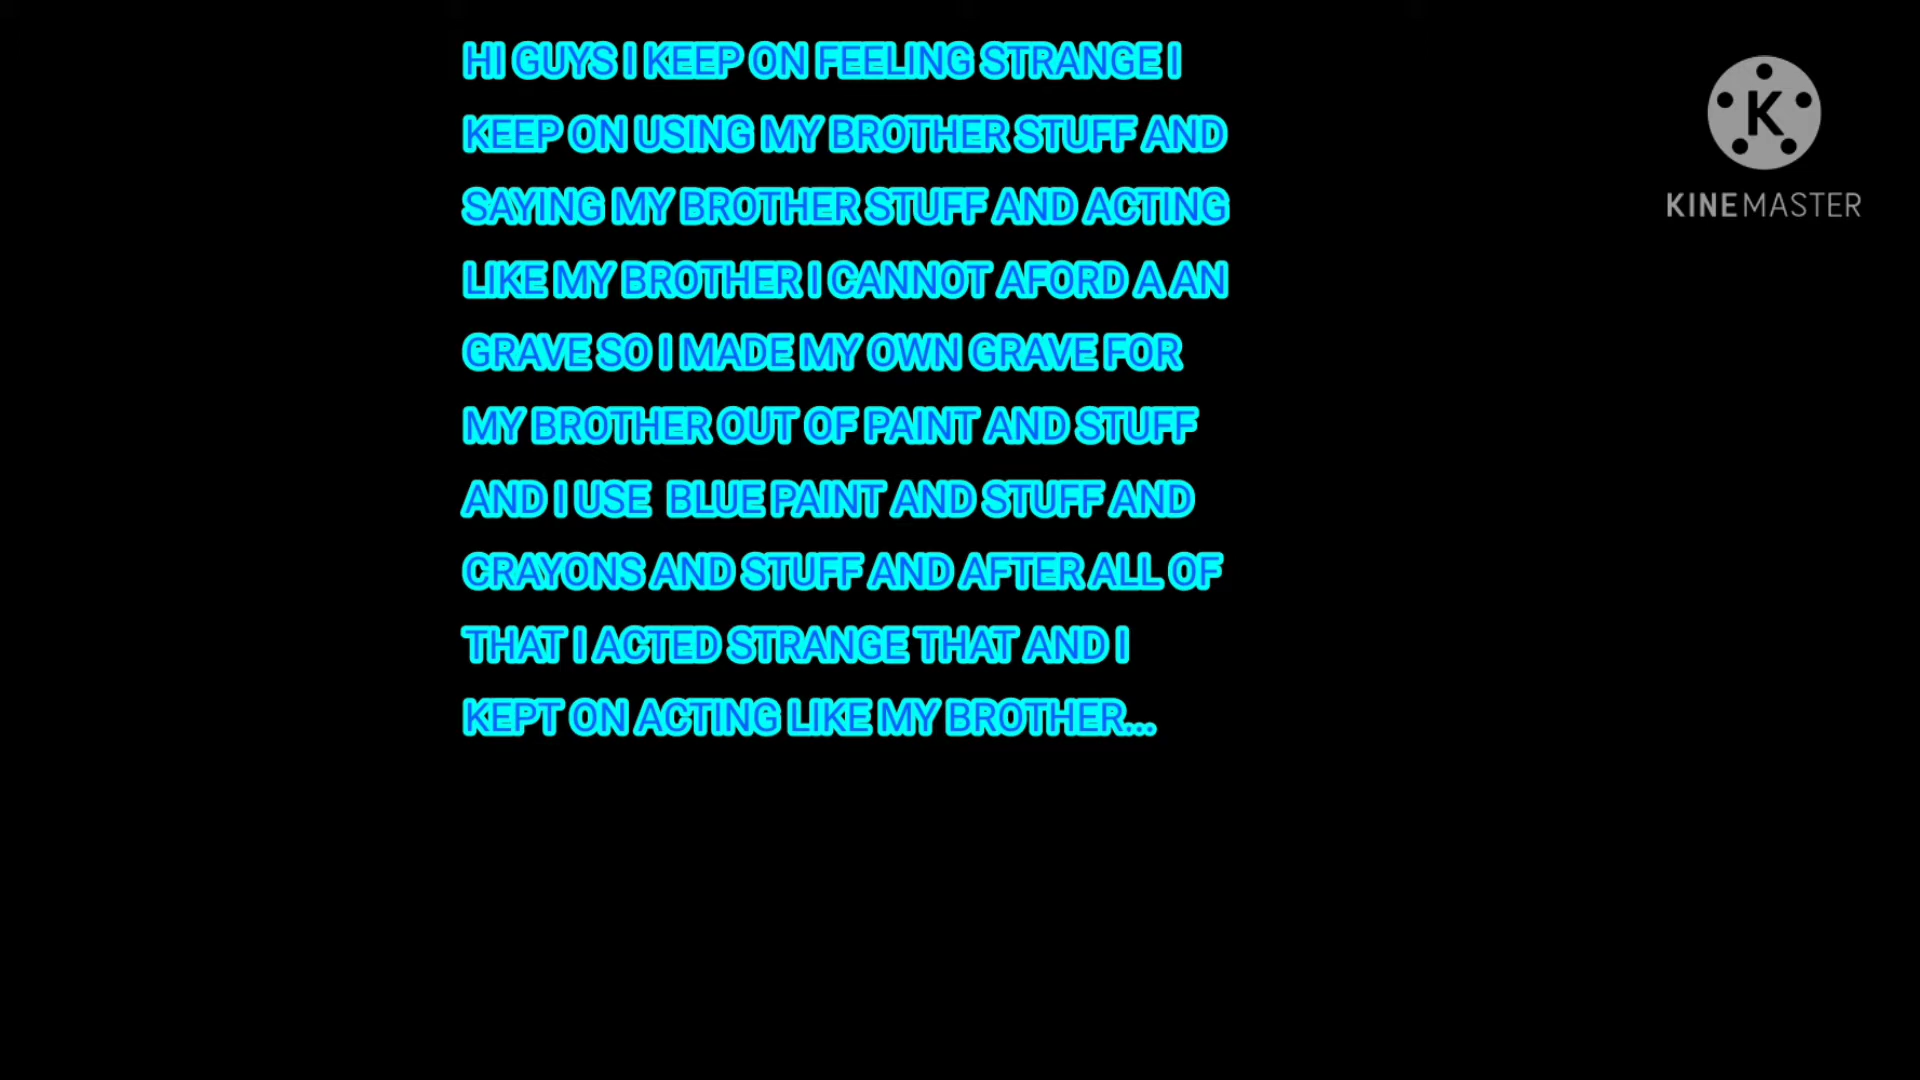 HI GUYS I KEEP ON FEELING STRANGE I
KEEP ON USING MY BROTHER STUFF AND
SAYING MY BROTHER STUFF AND ACTING
LIKE MY BROTHER I CANNOT AFORD A AN
GRAVE SO I MADE MY OWN GRAVE FOR
MY BROTHER OUT OF PAINT AND STUFF
AND I USE  BLUE PAINT AND STUFF AND
CRAYONS AND STUFF AND AFTER ALL OF
THAT I ACTED STRANGE THAT AND I
KEPT ON ACTING LIKE MY BROTHER...
K
KINEMASTER